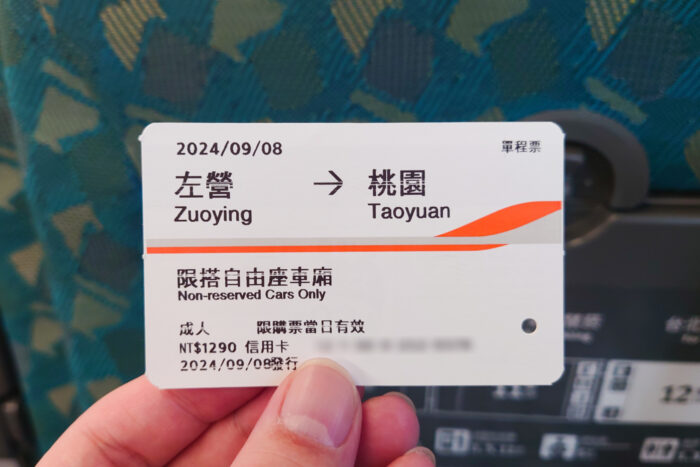 2024/09/08 單程票
左營 → 桃園
Zuoying Taoyuan
限搭自由座車廂
Non-reserved Cars Only
成人 限購票當日有效
NT$1290 信用卡
2024/09/08發行